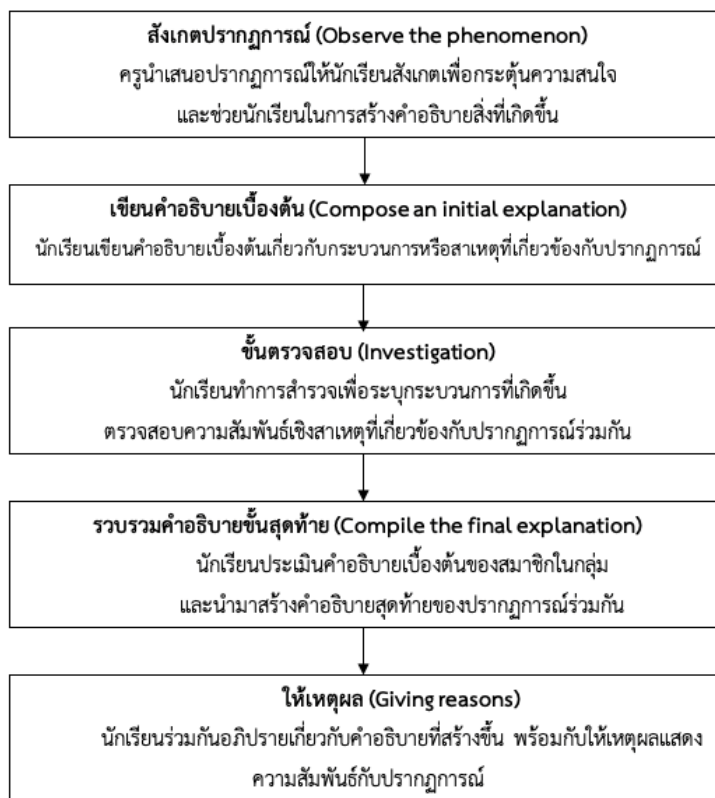 สังเกตปรากฏการณ์ (Observe the phenomenon)
ครูนำเสนอปรากฏการณ์ให้นักเรียนสังเกตเพื่อกระตุ้นความสนใจ
และช่วยนักเรียนในการสร้างคำอธิบายสิ่งที่เกิดขึ้น
เขียนคำอธิบายเบื้องต้น (Compose an initial explanation)
นักเรียนเขียนคำอธิบายเบื้องต้นเกี่ยวกับกระบวนการหรือสาเหตุที่เกี่ยวข้องกับปรากฏการณ์
ขั้นตรวจสอบ (Investigation)
นักเรียนทำการสำรวจเพื่อระบุกระบวนการที่เกิดขึ้น
ตรวจสอบความสัมพันธ์เชิงสาเหตุที่เกี่ยวข้องกับปรากฏการณ์ร่วมกัน
รวบรวมคำอธิบายขั้นสุดท้าย (Compile the final explanation)
นักเรียนประเมินคำอธิบายเบื้องต้นของสมาชิกในกลุ่ม
และนำมาสร้างคำอธิบายสุดท้ายของปรากฏการณ์ร่วมกัน
ให้เหตุผล (Giving reasons)
นักเรียนร่วมกันอภิปรายเกี่ยวกับคำอธิบายที่สร้างขึ้น พร้อมกับให้เหตุผลแสดง
ความสัมพันธ์กับปรากฏการณ์